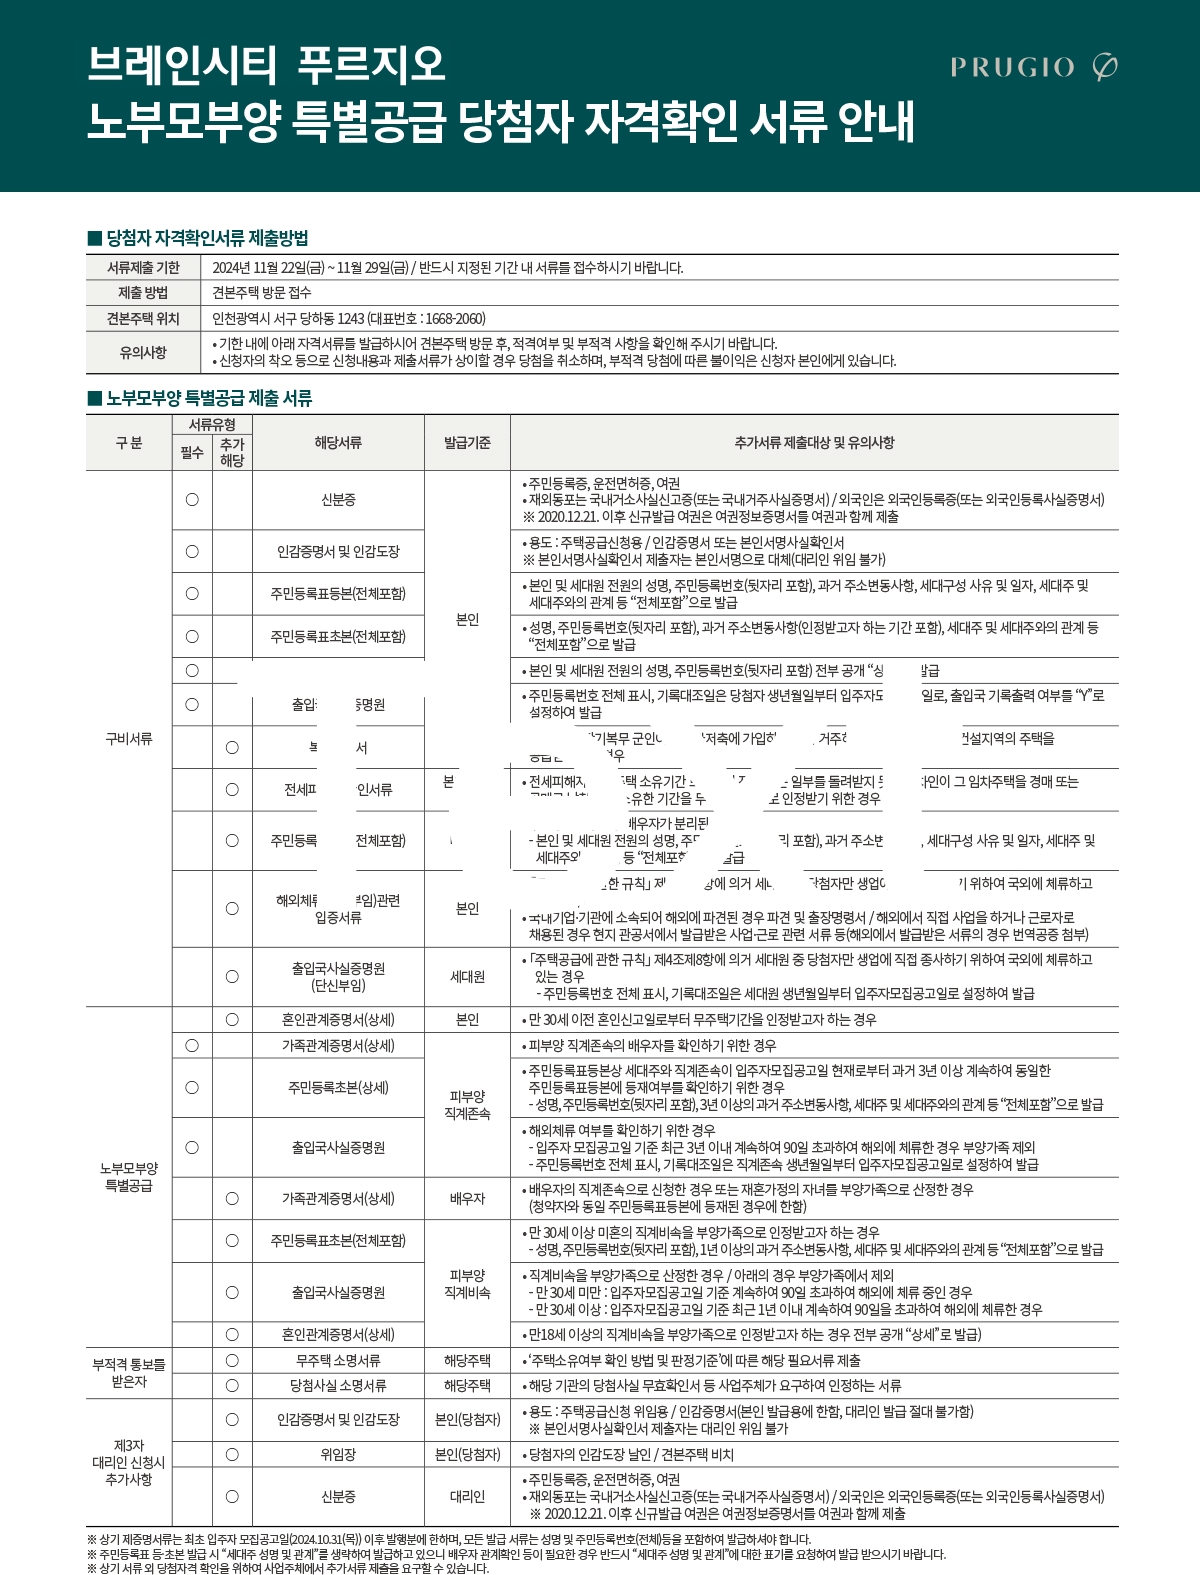 브레인시티 푸르지오
노부모부양 특별공급 당첨자 자격확인 서류 안내
PRUGIO
■ 당첨자 자격확인서류 제출방법
서류제출 기한 2024년 11월 22일(금) ~ 11월 29일(금) / 반드시 지정된 기간 내 서류를 접수하시기 바랍니다.
제출 방법 견본주택 방문 접수
견본주택 위치 인천광역시 서구 당하동 1243 (대표번호 : 1668-2060)
유의사항
• 기한 내에 아래 자격서류를 발급하시어 견본주택 방문 후, 적격여부 및 부적격 사항을 확인해 주시기 바랍니다.
• 신청자의 착오 등으로 신청내용과 제출서류가 상이할 경우 당첨을 취소하며, 부적격 당첨에 따른 불이익은 신청자 본인에게 있습니다.
■ 노부모부양 특별공급 제출 서류
구 분 서류유형 해당서류 발급기준 추가서류 제출대상 및 유의사항
필수 추가
해당
구비서류
본인
○ 신분증
• 주민등록증, 운전면허증, 여권
• 재외동포는 국내거소사실신고증(또는 국내거주사실증명서) / 외국인은 외국인등록증(또는 외국인등록사실증명서)
※ 2020.12.21. 이후 신규발급 여권은 여권정보증명서를 여권과 함께 제출
○ 인감증명서 및 인감도장
• 용도 : 주택공급신청용 / 인감증명서 또는 본인서명사실확인서
※ 본인서명사실확인서 제출자는 본인서명으로 대체(대리인 위임 불가)
○ 주민등록표등본(전체포함)
• 본인 및 세대원 전원의 성명, 주민등록번호(뒷자리 포함), 과거 주소변동사항, 세대구성 사유 및 일자, 세대주 및
세대주와의 관계 등 “전체포함”으로 발급
○ 주민등록표초본(전체포함)
• 성명, 주민등록번호(뒷자리 포함), 과거 주소변동사항(인정받고자 하는 기간 포함), 세대주 및 세대주와의 관계 등
“전체포함”으로 발급
○ • 본인 및 세대원 전원의 성명, 주민등록번호(뒷자리 포함) 전부 공개 발급
○
• 주민등록번호 전체 표시, 기록대조일은 당첨자 생년월일부터 출입국 기록출력 여부를 “Y”로
설정하여 발급
○ 가입 건설지역의 주택을
○ 본
• 전세피해 소유기간 일부를 돌려받지 그 임차주택을 경매 또는
기간을 인정받기 위한 경우
○ 주민등록 (전체포함)
배우자가 분리된
- 본인 및 세대원 전원의 성명, 포함), 과거 세대구성 사유 및 일자, 세대주 및
등 “전체포함 발급
○ 관련
입증서류
본인
규칙」 의거 당첨자만 위하여 국외에 체류하고
• 국내기업·기관에 소속되어 해외에 파견된 경우 파견 및 출장명령서 / 해외에서 직접 사업을 하거나 근로자로
채용된 경우 현지 관공서에서 발급받은 사업·근로 관련 서류 등(해외에서 발급받은 서류의 경우 번역공증 첨부)
○ 출입국사실증명원
(단신부임)
세대원
• 「주택공급에 관한 규칙」 제4조제8항에 의거 세대원 중 당첨자만 생업에 직접 종사하기 위하여 국외에 체류하고
있는 경우
- 주민등록번호 전체 표시, 기록대조일은 세대원 생년월일부터 입주자모집공고일로 설정하여 발급
노부모부양
특별공급
○ 혼인관계증명서(상세) 본인 • 만 30세 이전 혼인신고일로부터 무주택기간을 인정받고자 하는 경우
○ 가족관계증명서(상세) • 피부양 직계존속의 배우자를 확인하기 위한 경우
피부양
직계존속
○ 주민등록초본(상세)
• 주민등록표등본상 세대주와 직계존속이 입주자모집공고일 현재로부터 과거 3년 이상 계속하여 동일한
주민등록표등본에 등재여부를 확인하기 위한 경우
- 성명, 주민등록번호(뒷자리 포함), 3년 이상의 과거 주소변동사항, 세대주 및 세대주와의 관계 등 “전체포함”으로 발급
○ 출입국사실증명원
• 해외체류 여부를 확인하기 위한 경우
- 입주자 모집공고일 기준 최근 3년 이내 계속하여 90일 초과하여 해외에 체류한 경우 부양가족 제외
- 주민등록번호 전체 표시, 기록대조일은 직계존속 생년월일부터 입주자모집공고일로 설정하여 발급
○ 가족관계증명서(상세) 배우자
• 배우자의 직계존속으로 신청한 경우 또는 재혼가정의 자녀를 부양가족으로 산정한 경우
(청약자와 동일 주민등록표등본에 등재된 경우에 한함)
피부양
직계비속
○ 주민등록표초본(전체포함)
• 만 30세 이상 미혼의 직계비속을 부양가족으로 인정받고자 하는 경우
- 성명, 주민등록번호(뒷자리 포함), 1년 이상의 과거 주소변동사항, 세대주 및 세대주와의 관계 등 “전체포함”으로 발급
○ 출입국사실증명원
• 직계비속을 부양가족으로 산정한 경우 / 아래의 경우 부양가족에서 제외
- 만 30세 미만 : 입주자모집공고일 기준 계속하여 90일 초과하여 해외에 체류 중인 경우
- 만 30세 이상 : 입주자모집공고일 기준 최근 1년 이내 계속하여 90일을 초과하여 해외에 체류한 경우
○ 혼인관계증명서(상세) • 만18세 이상의 직계비속을 부양가족으로 인정받고자 하는 경우 전부 공개 “상세”로 발급)
부적격 통보를
받은자
○ 무주택 소명서류 해당주택 • ‘주택소유여부 확인 방법 및 판정기준’에 따른 해당 필요서류 제출
○ 당첨사실 소명서류 해당주택 • 해당 기관의 당첨사실 무효확인서 등 사업주체가 요구하여 인정하는 서류
제3자
대리인 신청시
추가사항
○ 인감증명서 및 인감도장 본인(당첨자)
• 용도 : 주택공급신청 위임용 / 인감증명서(본인 발급용에 한함, 대리인 발급 절대 불가함)
※ 본인서명사실확인서 제출자는 대리인 위임 불가
○ 위임장 본인(당첨자) • 당첨자의 인감도장 날인 / 견본주택 비치
○ 신분증 대리인
• 주민등록증, 운전면허증, 여권
• 재외동포는 국내거소사실신고증(또는 국내거주사실증명서) / 외국인은 외국인등록증(또는 외국인등록사실증명서)
※ 2020.12.21. 이후 신규발급 여권은 여권정보증명서를 여권과 함께 제출
※ 상기 제증명서류는 최초 입주자 모집공고일(2024.10.31(목)) 이후 발행분에 한하며, 모든 발급 서류는 성명 및 주민등록번호(전체)등을 포함하여 발급하셔야 합니다.
※ 주민등록표 등·초본 발급 시 “세대주 성명 및 관계”를 생략하여 발급하고 있으니 배우자 관계확인 등이 필요한 경우 반드시 “세대주 성명 및 관계”에 대한 표기를 요청하여 발급 받으시기 바랍니다.
※ 상기 서류 외 당첨자격 확인을 위하여 사업주체에서 추가서류 제출을 요구할 수 있습니다.